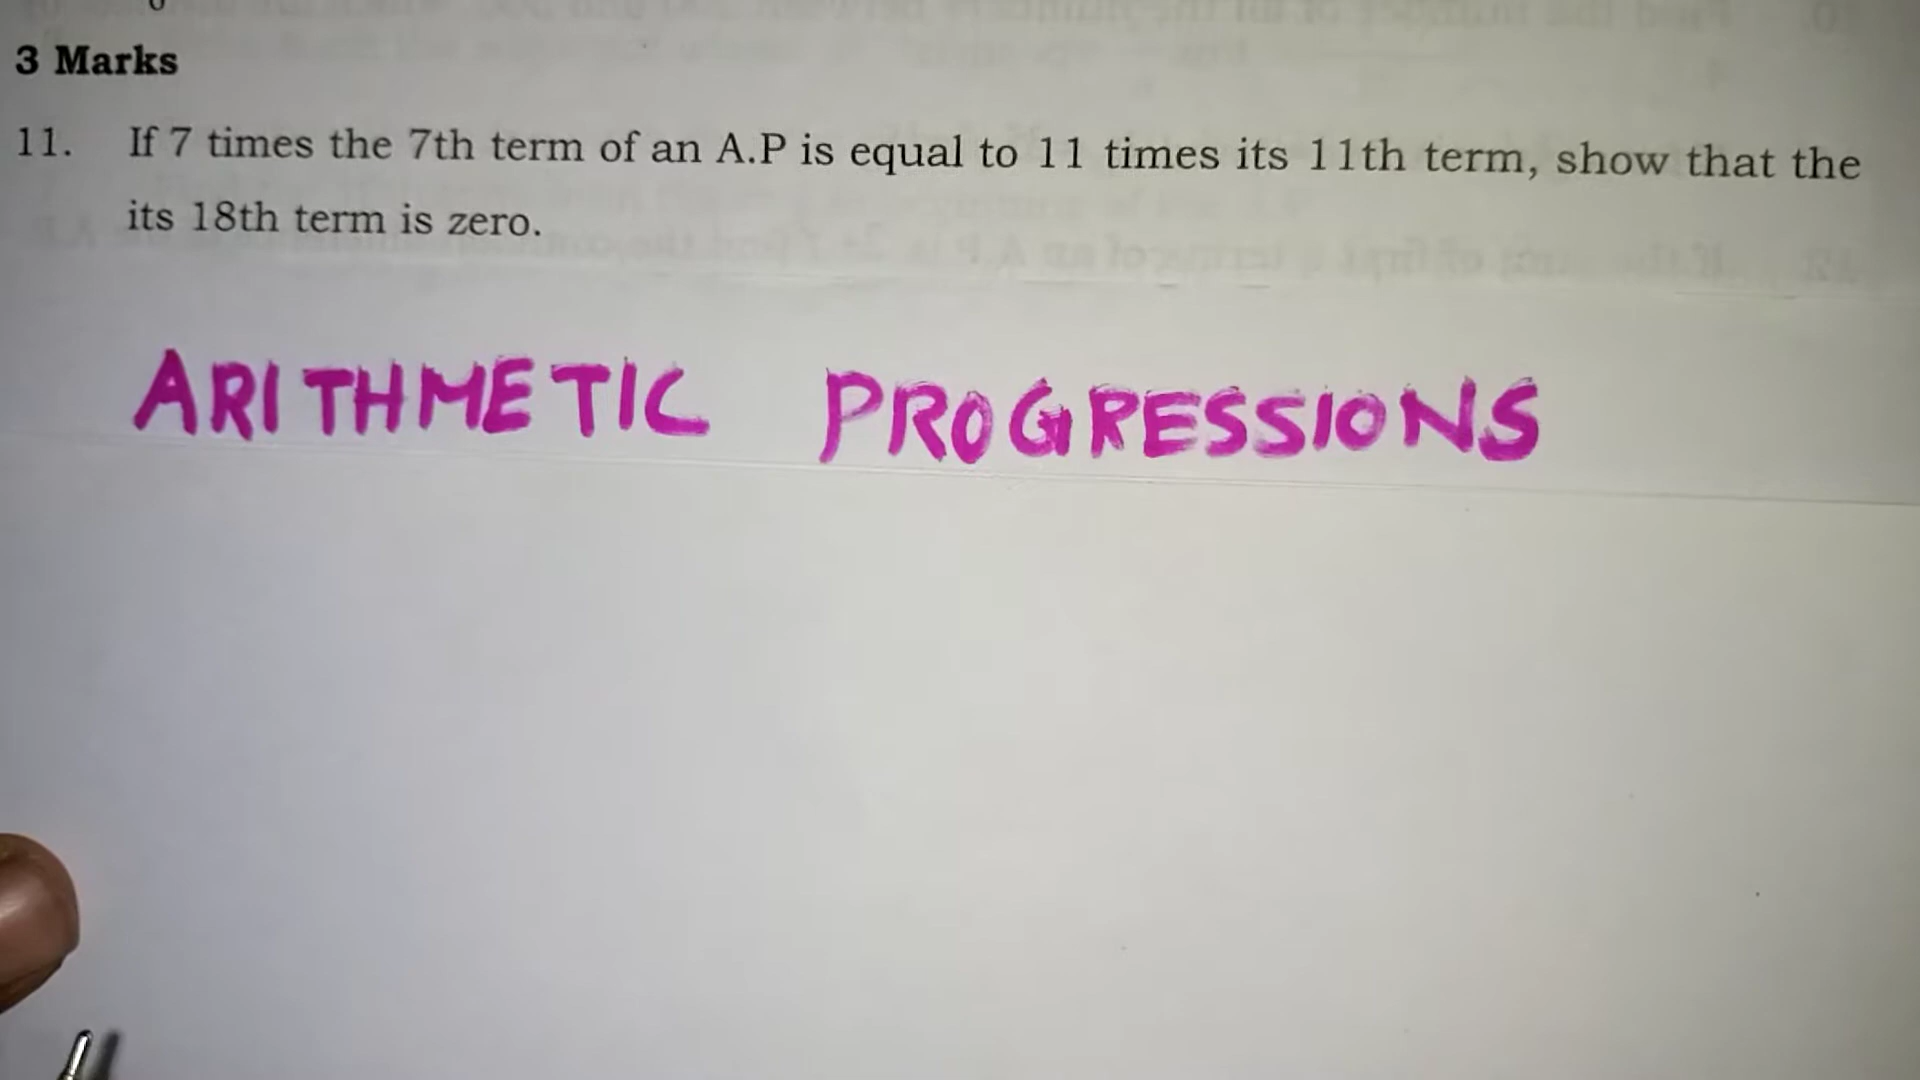 3 Marks
11. If 7 times the 7th term of an A.P is equal to 11 times its 11th term, show that the
its 18th term is zero.
ARITHMETIC PROGRESSIONS